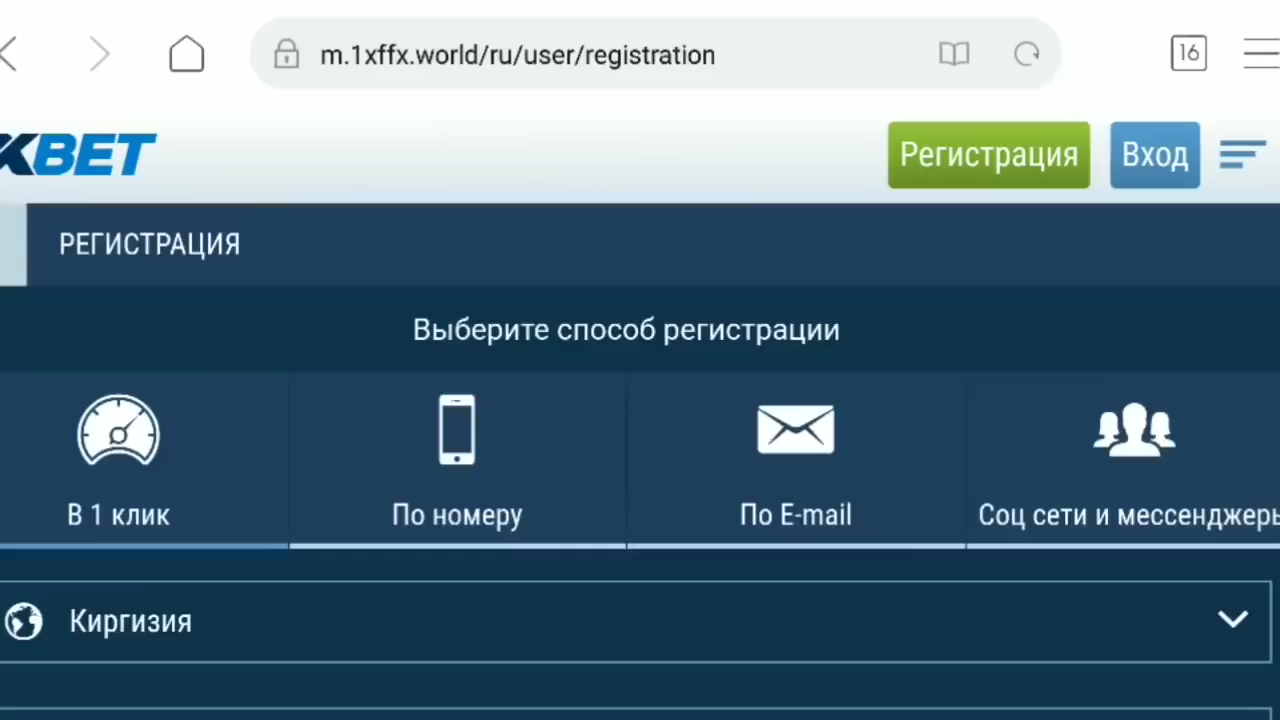 m.1xffx.world/ru/user/registration
16
XBET
Регистрация
Вход
РЕГИСТРАЦИЯ
Выберите способ регистрации
В 1 клик
По номеру
По E-mail
Соц сети и мессенджеры
Киргизия